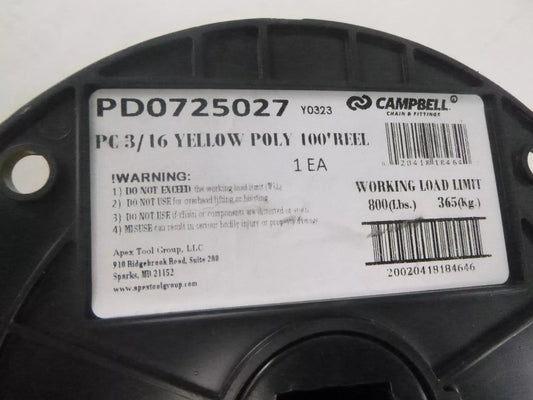 PD0725027 Y0323 CAMPBELL®
CHAIN & FITTINGS
PC 3/16 YELLOW POLY 100'REEL
1 EA
!WARNING:
1) DO NOT EXCEED the working load limit (WLL)
2) DO NOT USE for overhead lifting or hoisting
3) DO NOT USE if chain or components are distorted or worn.
4) MISUSE can result in serious bodily injury or property damage
WORKING LOAD LIMIT
800(Lbs.) 365(kg.)
Apex Tool Group, LLC
910 Ridgebrook Road, Suite 200
Sparks, MD 21152
www.apextoolgroup.com
20020418184646